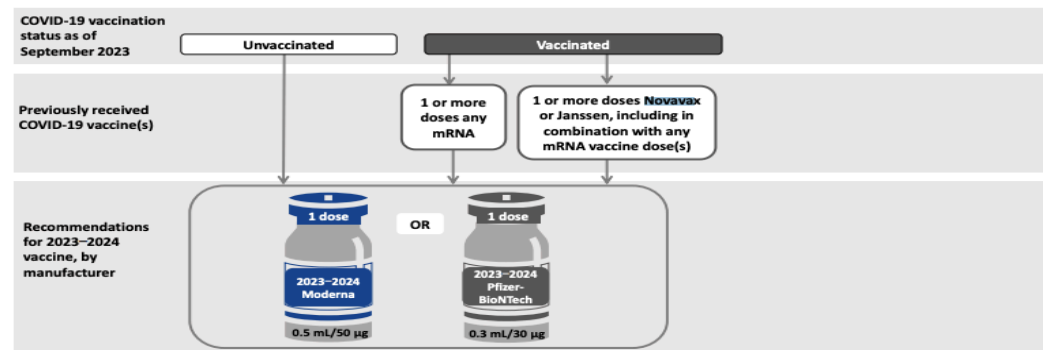 COVID-19 vaccination
status as of
September 2023
Unvaccinated
Vaccinated
Previously received
COVID-19 vaccine(s)
1 or more
doses any
mRNA
1 or more doses Novavax
or Janssen, including in
combination with any
mRNA vaccine dose(s)
Recommendations
for 2023–2024
vaccine, by
manufacturer
1 dose
2023–2024
Moderna
0.5 mL/50 µg
OR
1 dose
2023–2024
Pfizer-
BioNTech
0.3 mL/30 µg